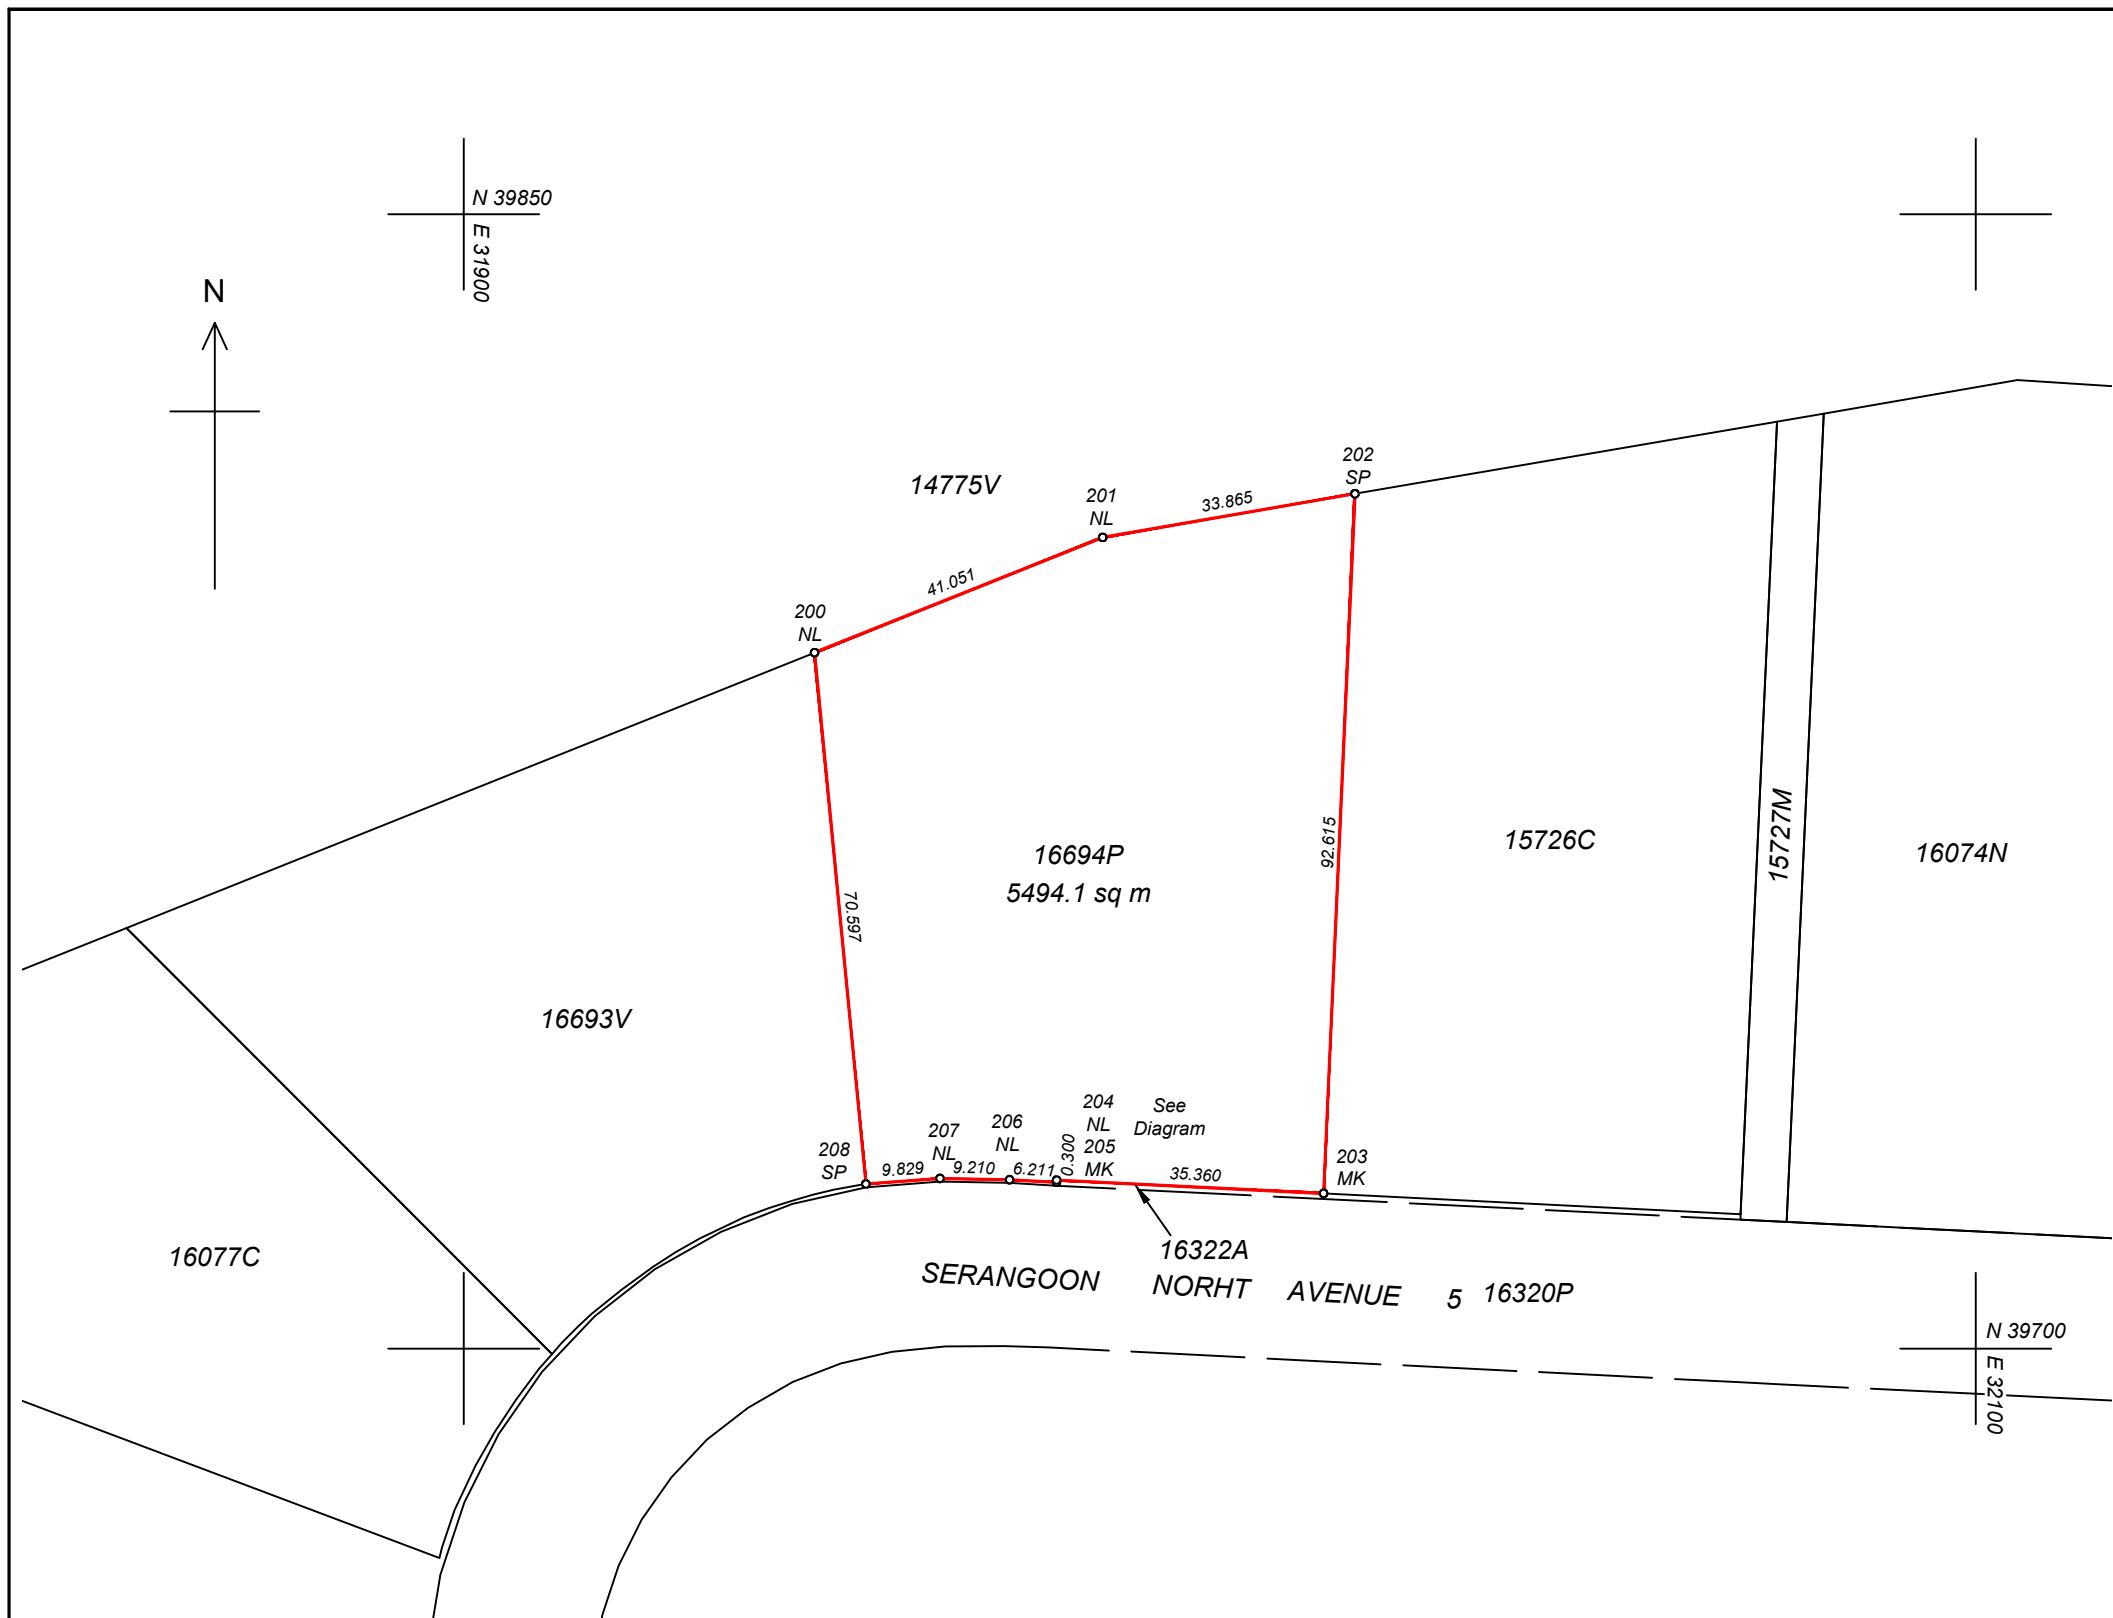 N 39850
E 31900
N
202
SP
14775V
201
NL
33.865
41.051
200
NL
92.615
15727M
15726C
16694P
5494.1 sq m
16074N
70.597
16693V
204
NL
205
MK
See
Diagram
206
NL
207
NL
208
SP
0.300
203
MK
9.829
9.210
6.211
35.360
16322A
16077C
SERANGOON NORHT AVENUE 5
16320P
N 39700
E 32100